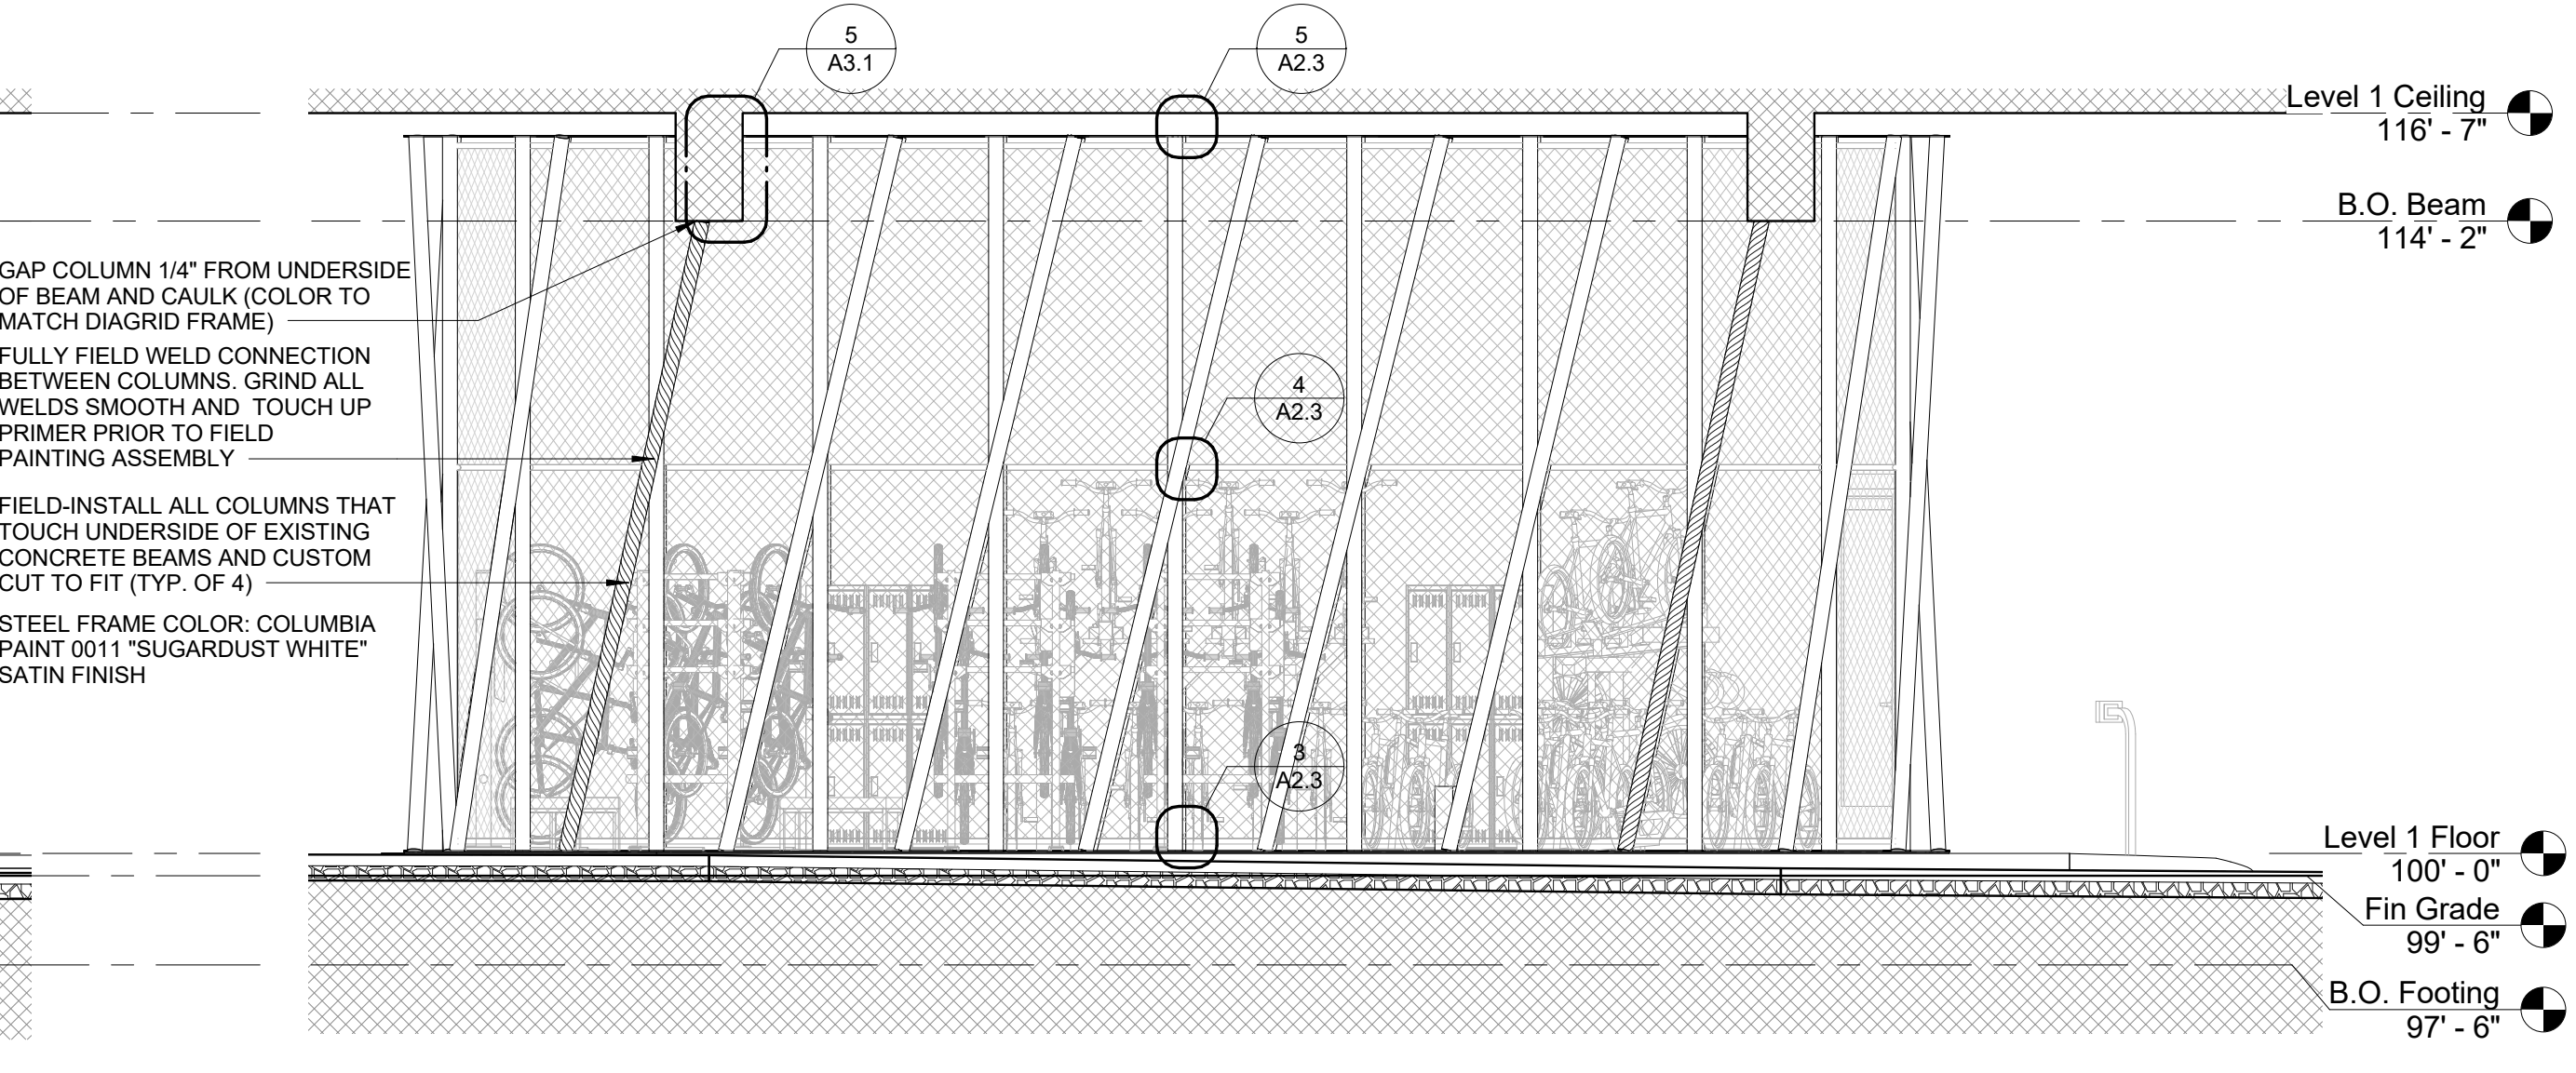 5
A3.1
5
A2.3
Level 1 Ceiling
116' - 7"
B.O. Beam
114' - 2"
GAP COLUMN 1/4" FROM UNDERSIDE
OF BEAM AND CAULK (COLOR TO
MATCH DIAGRID FRAME)
FULLY FIELD WELD CONNECTION
BETWEEN COLUMNS. GRIND ALL
WELDS SMOOTH AND TOUCH UP
PRIMER PRIOR TO FIELD
PAINTING ASSEMBLY
4
A2.3
FIELD-INSTALL ALL COLUMNS THAT
TOUCH UNDERSIDE OF EXISTING
CONCRETE BEAMS AND CUSTOM
CUT TO FIT (TYP. OF 4)
STEEL FRAME COLOR: COLUMBIA
PAINT 0011 "SUGARDUST WHITE"
SATIN FINISH
3
A2.3
Level 1 Floor
100' - 0"
Fin Grade
99' - 6"
B.O. Footing
97' - 6"